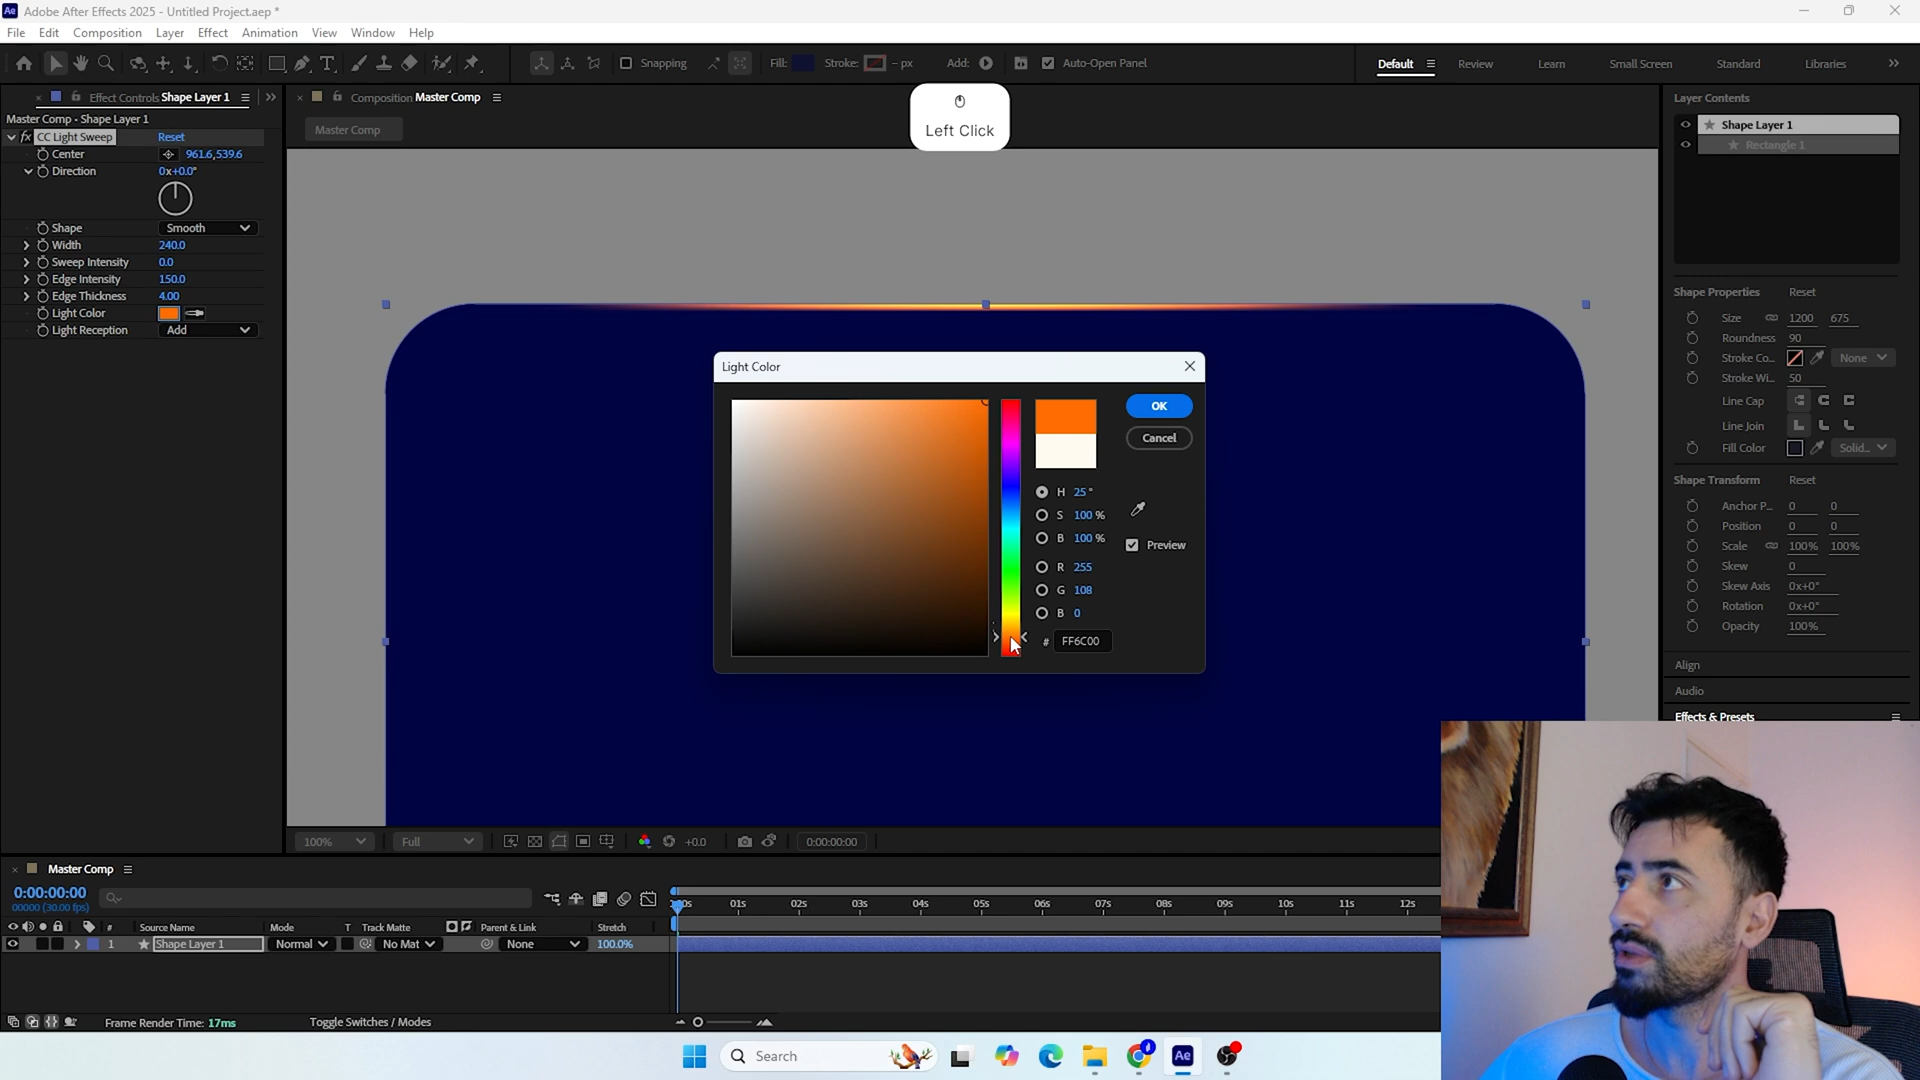 Adobe After Effects 2025 - Untitled Project.aep *
File Edit Composition Layer Effect Animation View Window Help
Snapping Fill: Stroke: - px Add: Auto-Open Panel Default Review Learn Small Screen Standard Libraries
Effect Controls Shape Layer 1
Composition Master Comp
Master Comp - Shape Layer 1
Master Comp
Left Click
fx CC Light Sweep Reset
Center 961.6,539.6
Direction 0x+0.0°
Shape Smooth
Width 240.0
Sweep Intensity 0.0
Edge Intensity 150.0
Edge Thickness 4.00
Light Color
Light Reception Add
Light Color
OK
Cancel
H 25 °
S 100 %
B 100 %
R 255
G 108
B 0
# FF6C00
Preview
Layer Contents
Shape Layer 1
Rectangle 1
Shape Properties Reset
Size 1200 675
Roundness 90
Stroke Co... None
Stroke Wi... 50
Line Cap
Line Join
Fill Color Solid...
Shape Transform Reset
Anchor P... 0 0
Position 0 0
Scale 100% 100%
Skew 0
Skew Axis 0x+0°
Rotation 0x+0°
Opacity 100%
Align
Audio
Effects & Presets
100% Full +0.0 0:00:00:00
Master Comp
0:00:00:00
00000 (30.00 fps)
01s 02s 03s 04s 05s 06s 07s 08s 09s 10s 11s 12s
# Source Name Mode T Track Matte Parent & Link Stretch
1 Shape Layer 1 Normal No Mat None 100.0%
Frame Render Time: 17ms Toggle Switches / Modes
Search
Ae